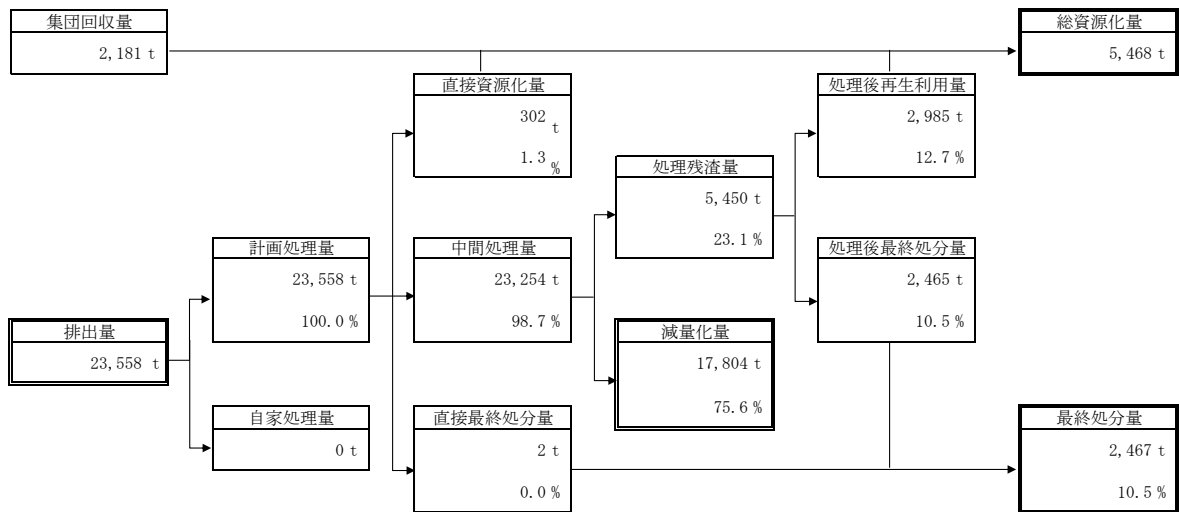 集団回収量
2,181 t
総資源化量
5,468 t
直接資源化量
302 t
1.3 %
処理後再生利用量
2,985 t
12.7 %
処理残渣量
5,450 t
23.1 %
計画処理量
23,558 t
100.0 %
中間処理量
23,254 t
98.7 %
処理後最終処分量
2,465 t
10.5 %
排出量
23,558 t
減量化量
17,804 t
75.6 %
自家処理量
0 t
直接最終処分量
2 t
0.0 %
最終処分量
2,467 t
10.5 %